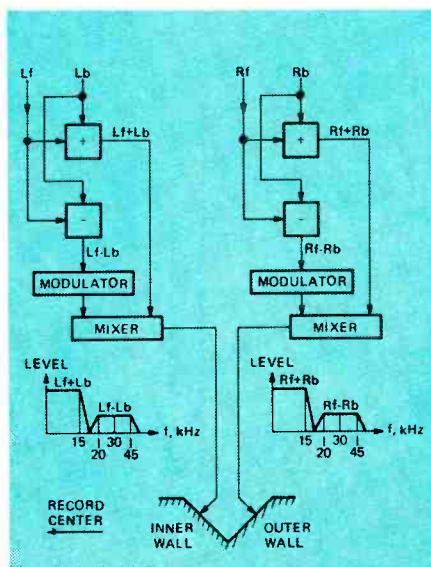 Lf Lb Rf Rb
+ Lf+Lb + Rf+Rb
- -
Lf-Lb Rf-Rb
MODULATOR MODULATOR
MIXER MIXER
LEVEL LEVEL
Lf+Lb Rf+Rb
Lf-Lb Rf-Rb
f, kHz f, kHz
15 30 15 30
20 45 20 45
RECORD
CENTER
INNER
WALL
OUTER
WALL